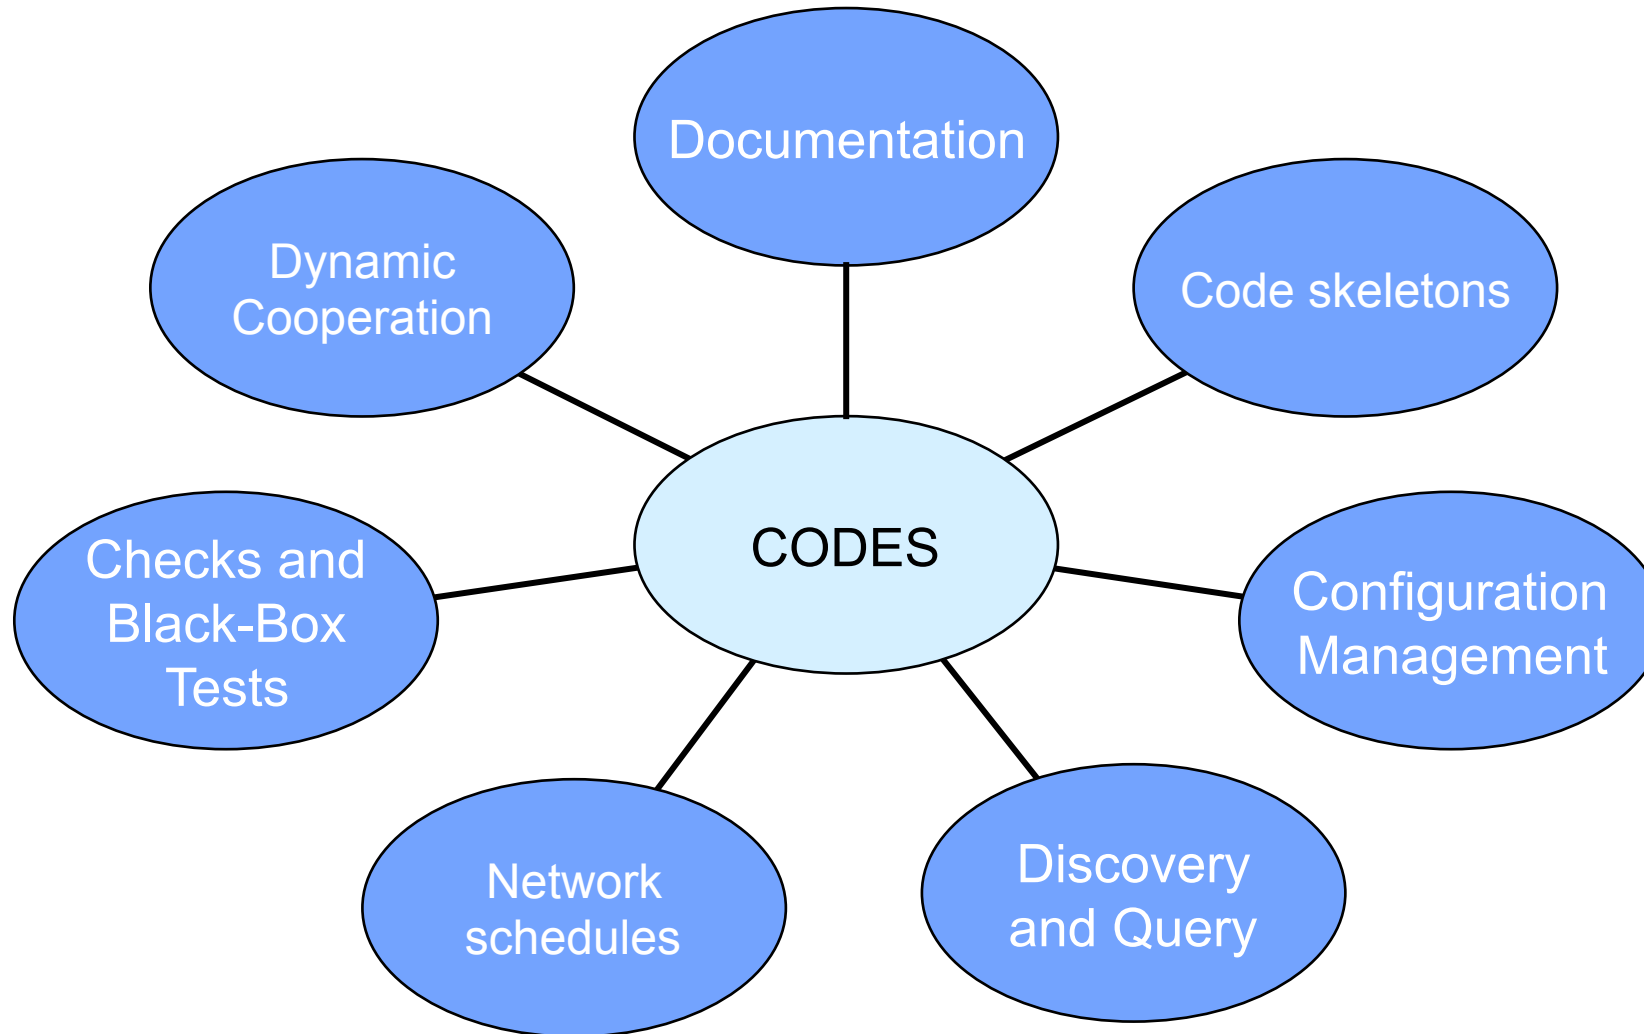 Documentation
Dynamic
Cooperation
Code skeletons
CODES
Checks and
Black-Box
Tests
Configuration
Management
Network
schedules
Discovery
and Query